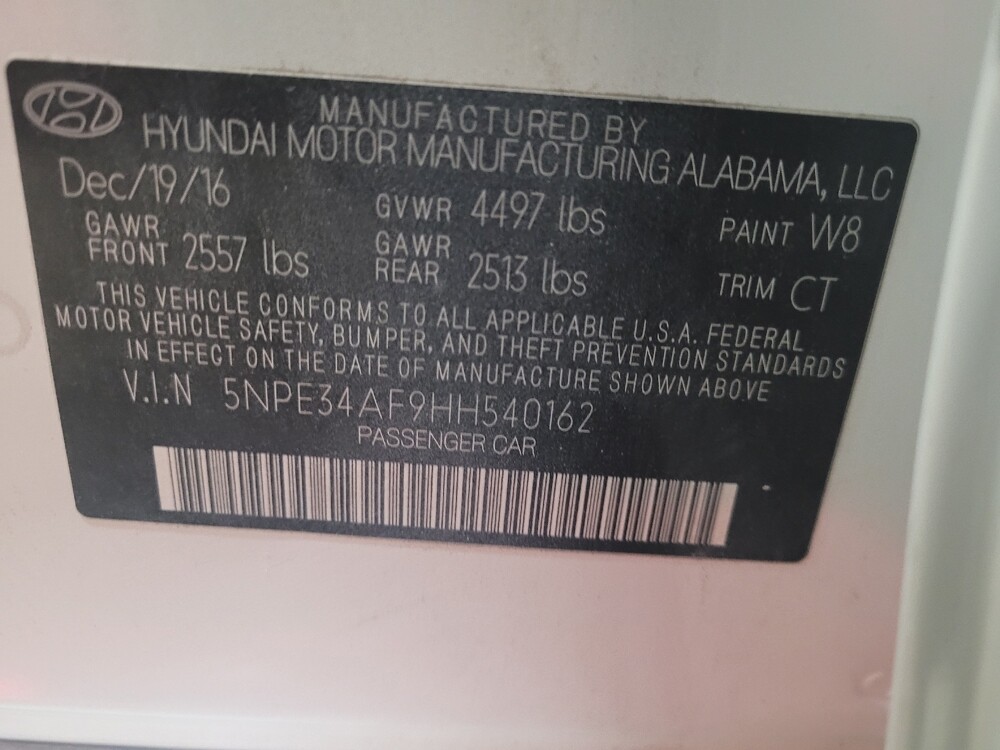 MANUFACTURED BY
HYUNDAI MOTOR MANUFACTURING ALABAMA, LLC
Dec/19/16 GVWR 4497 lbs PAINT W8
GAWR FRONT 2557 lbs GAWR REAR 2513 lbs TRIM CT
THIS VEHICLE CONFORMS TO ALL APPLICABLE U.S.A. FEDERAL
MOTOR VEHICLE SAFETY, BUMPER, AND THEFT PREVENTION STANDARDS
IN EFFECT ON THE DATE OF MANUFACTURE SHOWN ABOVE
V.I.N 5NPE34AF9HH540162
PASSENGER CAR